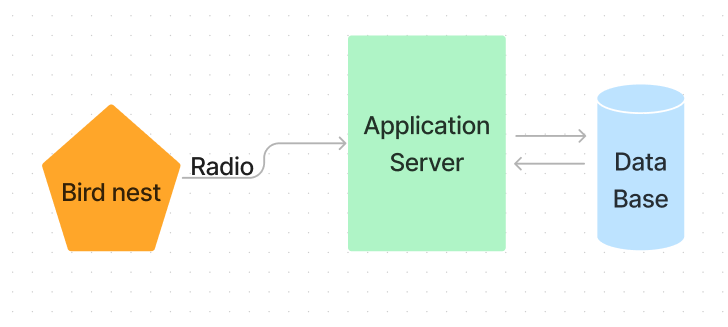 Bird nest
Radio
Application
Server
Data
Base